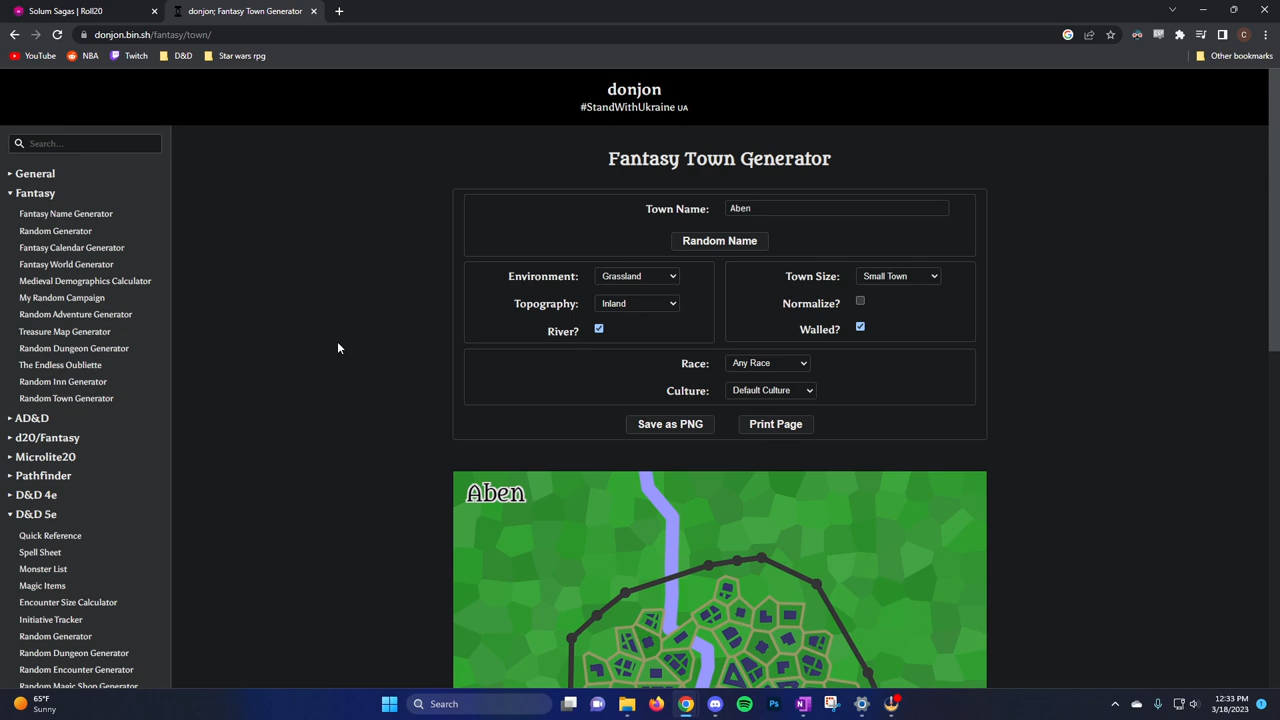 Solum Sagas | Roll20
donjon; Fantasy Town Generator
donjon.bin.sh/fantasy/town/
C
YouTube
NBA
Twitch
D&D
Star wars rpg
Other bookmarks
donjon
#StandWithUkraine UA
Search...
General
Fantasy
Fantasy Name Generator
Random Generator
Fantasy Calendar Generator
Fantasy World Generator
Medieval Demographics Calculator
My Random Campaign
Random Adventure Generator
Treasure Map Generator
Random Dungeon Generator
The Endless Oubliette
Random Inn Generator
Random Town Generator
AD&D
d20/Fantasy
Microlite20
Pathfinder
D&D 4e
D&D 5e
Quick Reference
Spell Sheet
Monster List
Magic Items
Encounter Size Calculator
Initiative Tracker
Random Generator
Random Dungeon Generator
Random Encounter Generator
Random Magic Shop Generator
Fantasy Town Generator
Town Name: Aben
Random Name
Environment: Grassland
Topography: Inland
River?
Town Size: Small Town
Normalize?
Walled?
Race: Any Race
Culture: Default Culture
Save as PNG
Print Page
Aben
65°F
Sunny
Search
Ps
12:33 PM
3/18/2023
1